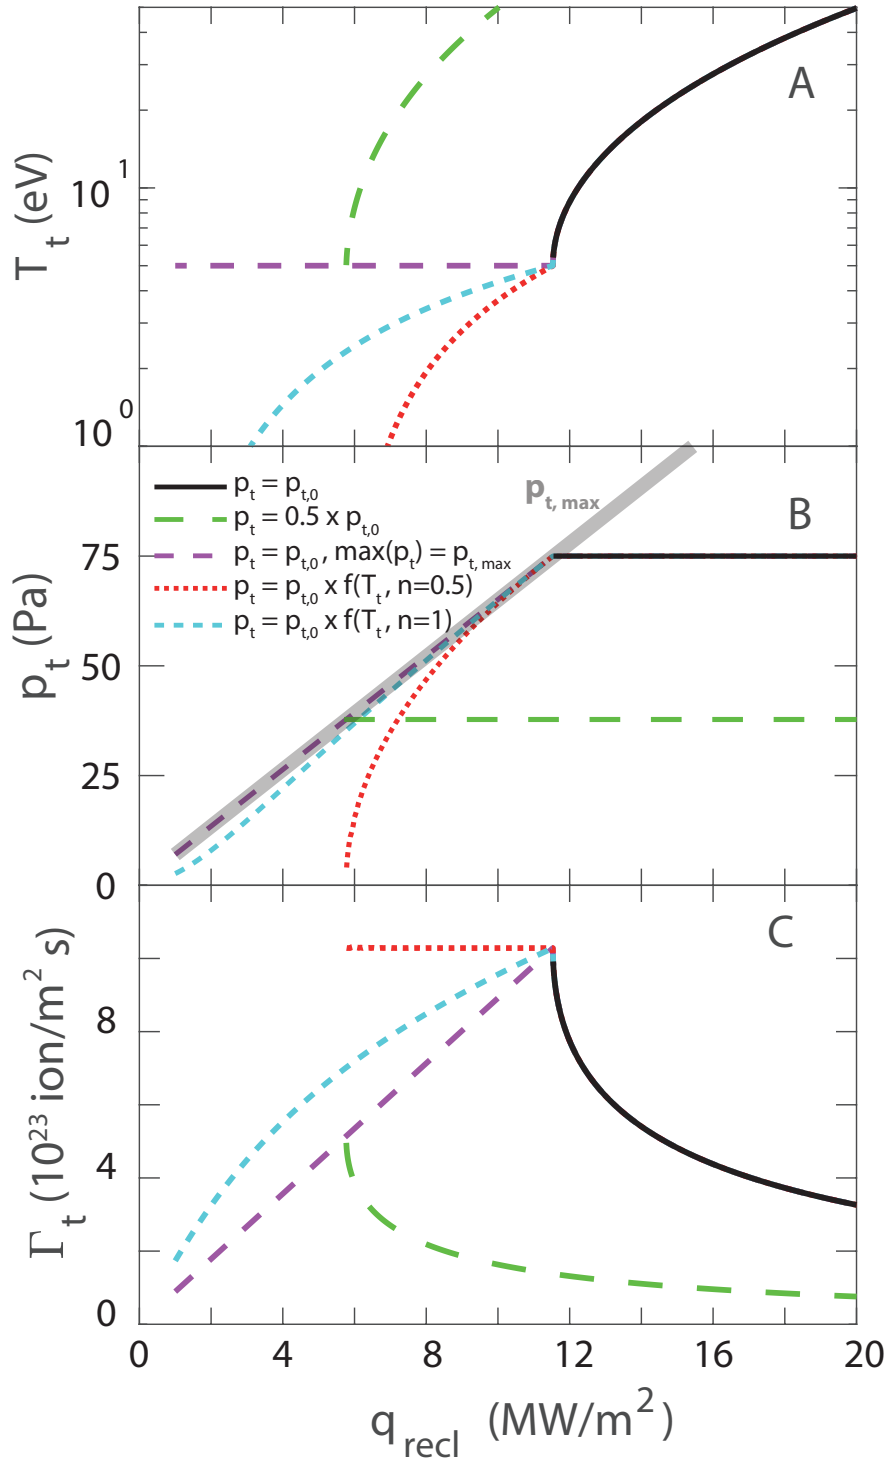 A
T_t (eV)
10^1
10^0
B
p_t,max
p_t = p_t,0
p_t = 0.5 x p_t,0
p_t = p_t,0 , max(p_t) = p_t,max
p_t = p_t,0 x f(T_t, n=0.5)
p_t = p_t,0 x f(T_t, n=1)
p_t (Pa)
75
50
25
0
C
Γ_t (10^23 ion/m^2 s)
8
4
0
0 4 8 12 16 20
q_recl (MW/m^2)